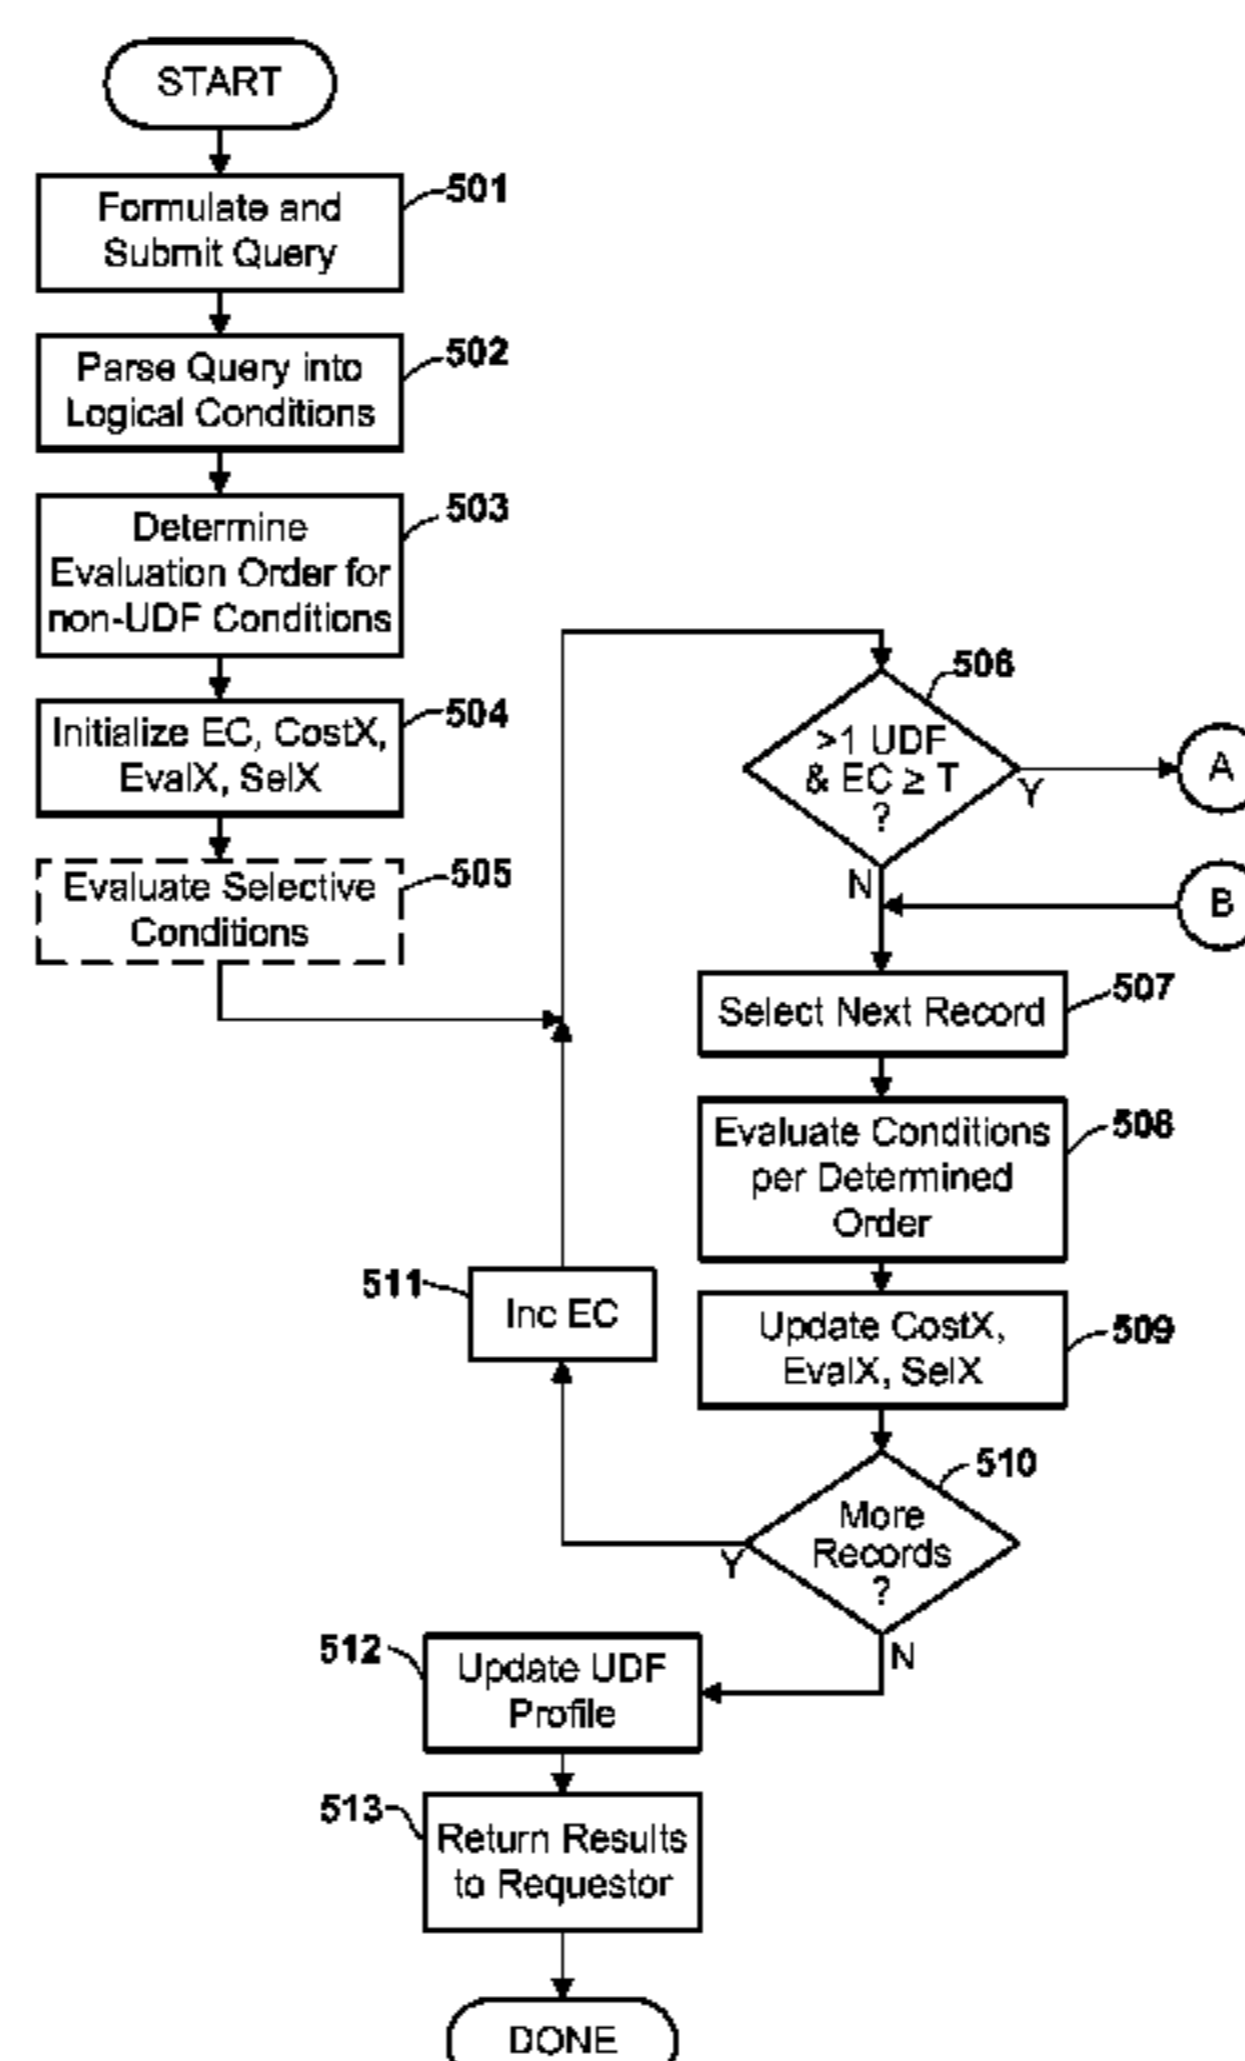 START
Formulate and
Submit Query
501
Parse Query into
Logical Conditions
502
Determine
Evaluation Order for
non-UDF Conditions
503
Initialize EC, CostX,
EvalX, SelX
504
Evaluate Selective
Conditions
505
>1 UDF
& EC ≥ T
?
506
Y
A
N
B
Select Next Record
507
Evaluate Conditions
per Determined
Order
508
Update CostX,
EvalX, SelX
509
More
Records
?
510
Y
N
Inc EC
511
Update UDF
Profile
512
Return Results
to Requestor
513
DONE